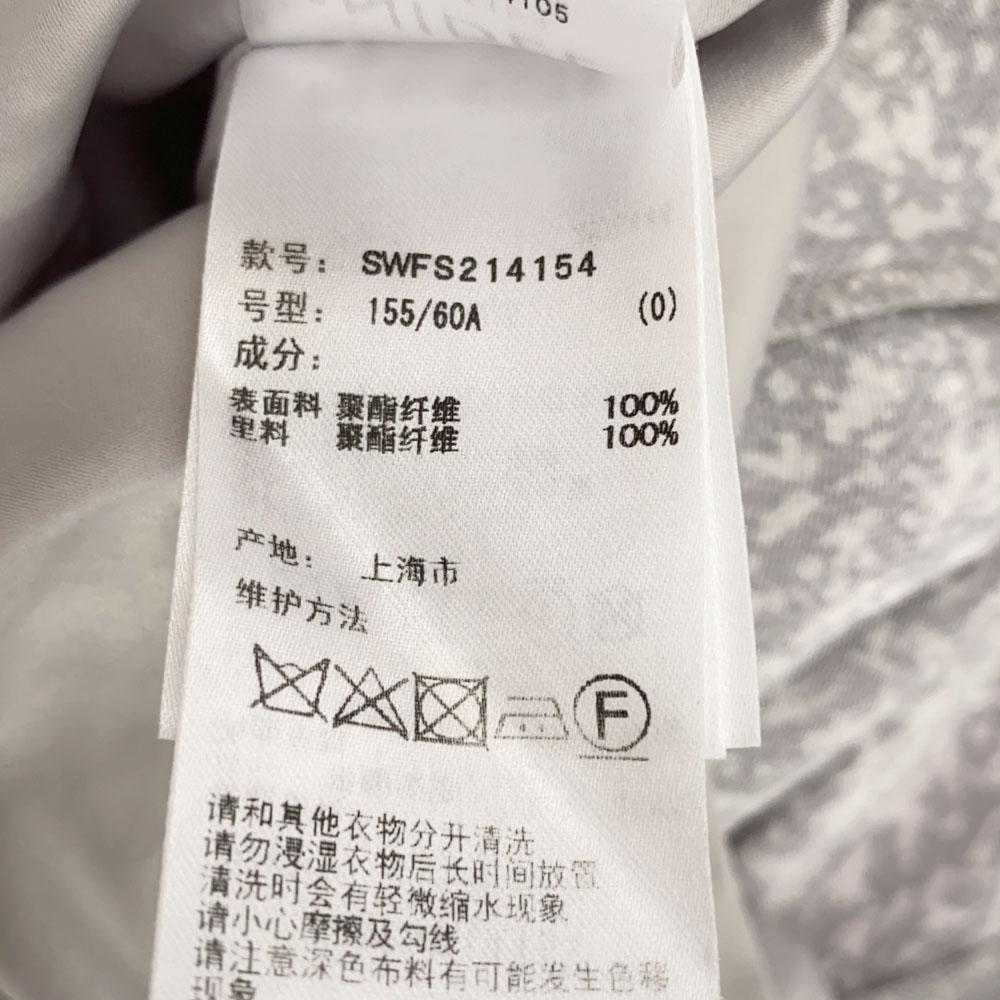 1105
款号: SWFS214154
号型: 155/60A (0)
成分:
表面料 聚酯纤维 100%
里料 聚酯纤维 100%
产地: 上海市
维护方法
F
请和其他衣物分开清洗
请勿浸湿衣物后长时间放置
清洗时会有轻微缩水现象
请小心摩擦及勾线
请注意深色布料有可能发生色移
现象